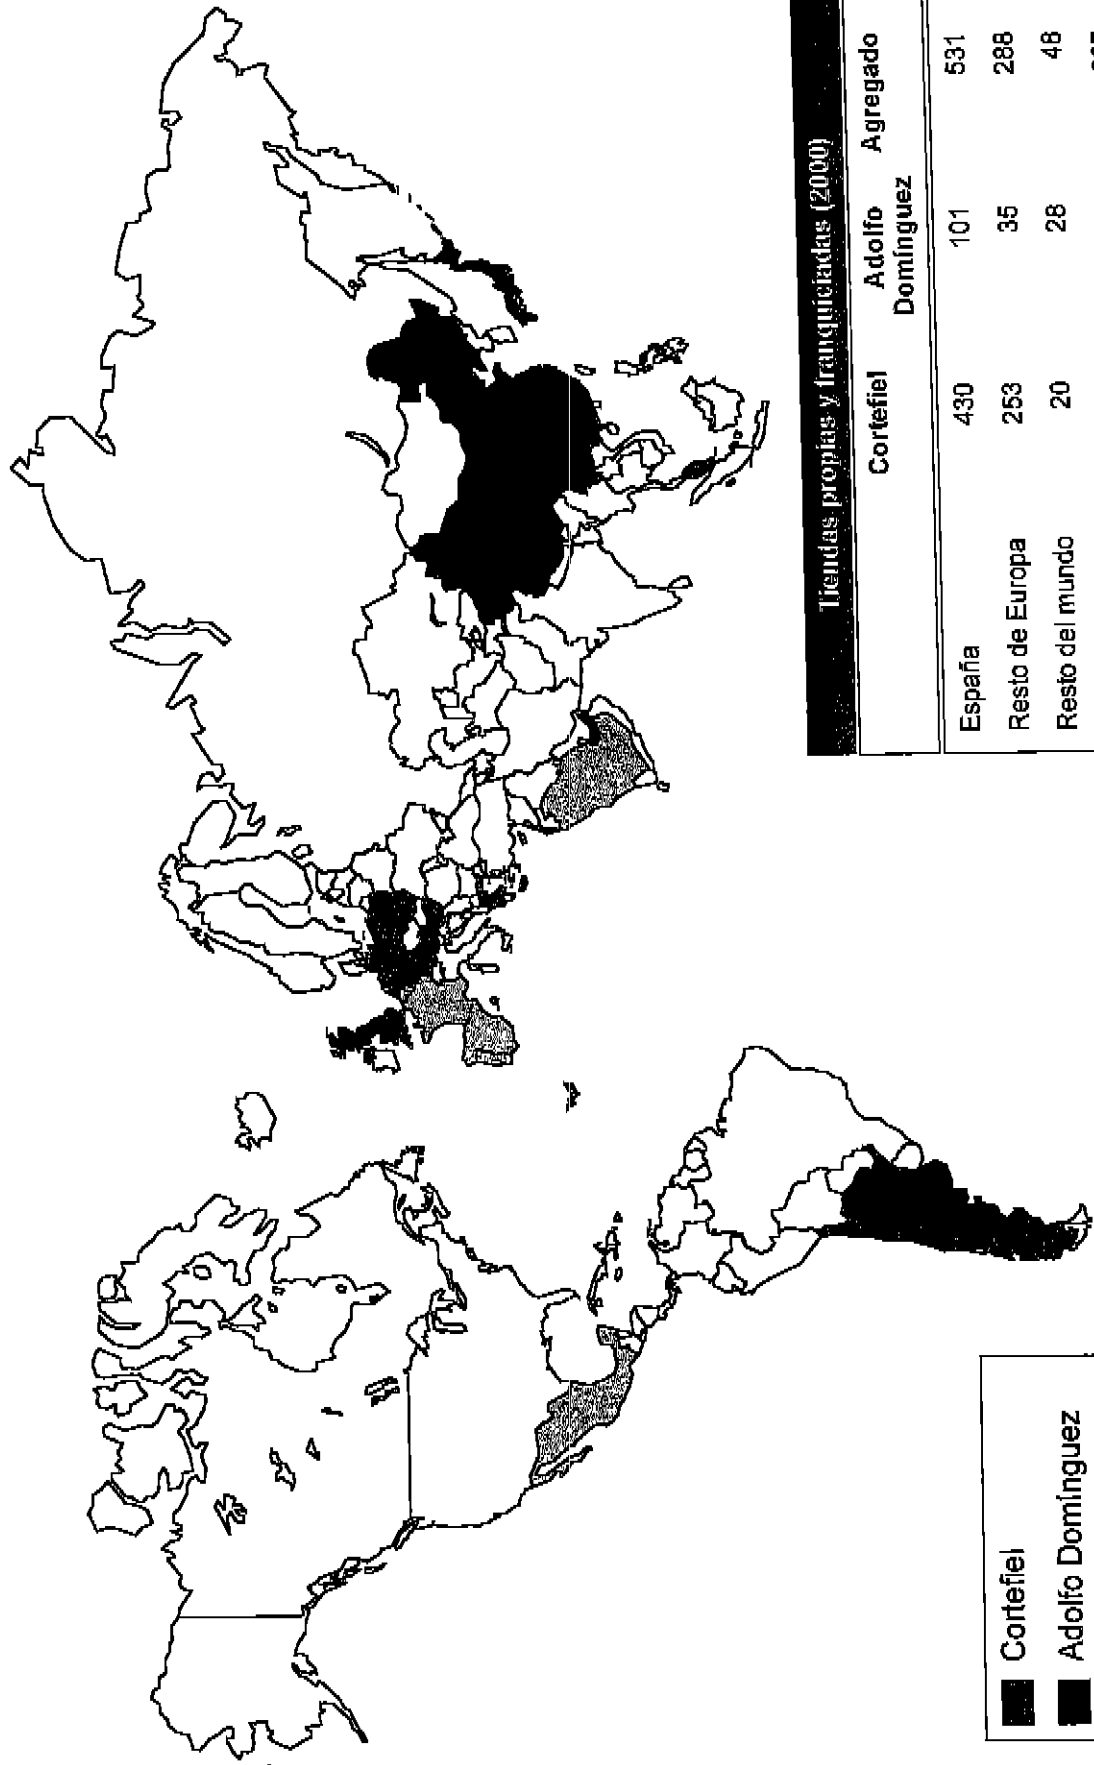 Tiendas propias y franquiciadas (2000)
Cortefiel Adolfo Domínguez Agregado
España 430 101 531
Resto de Europa 253 35 288
Resto del mundo 20 28 48
Cortefiel
Adolfo Domínguez